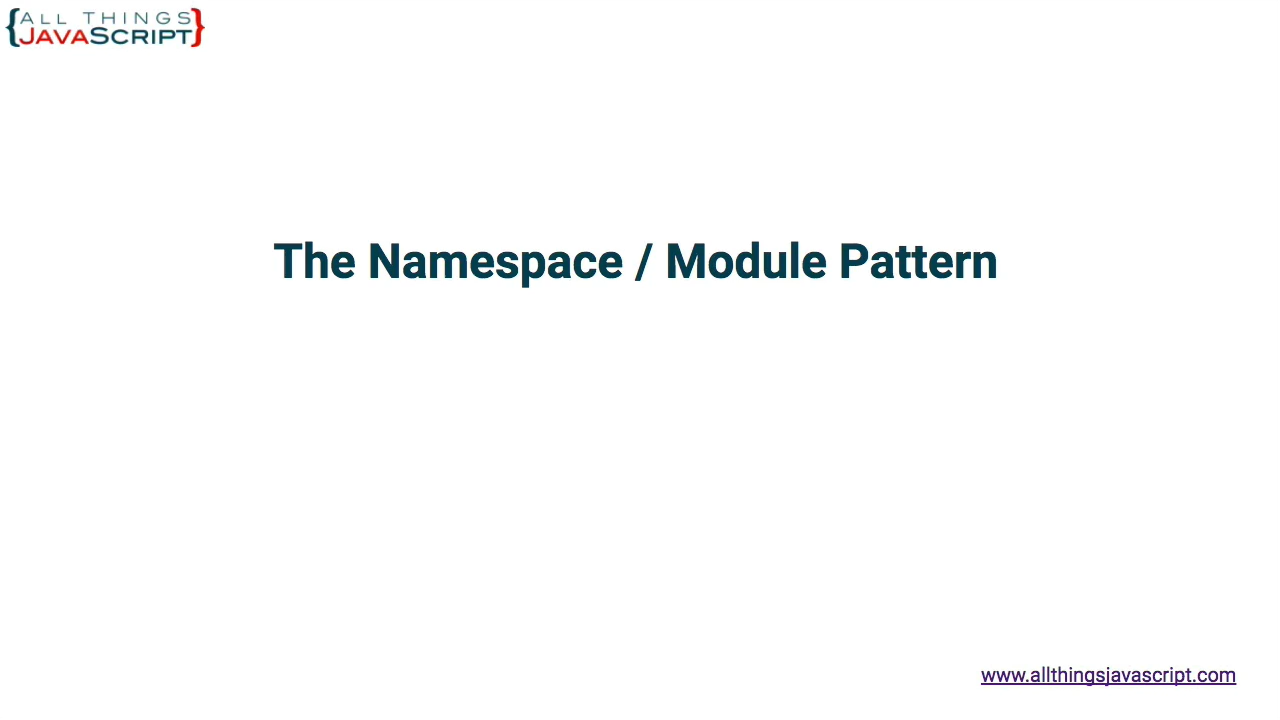 {ALL THINGS
JAVASCRIPT}
The Namespace / Module Pattern
www.allthingsjavascript.com